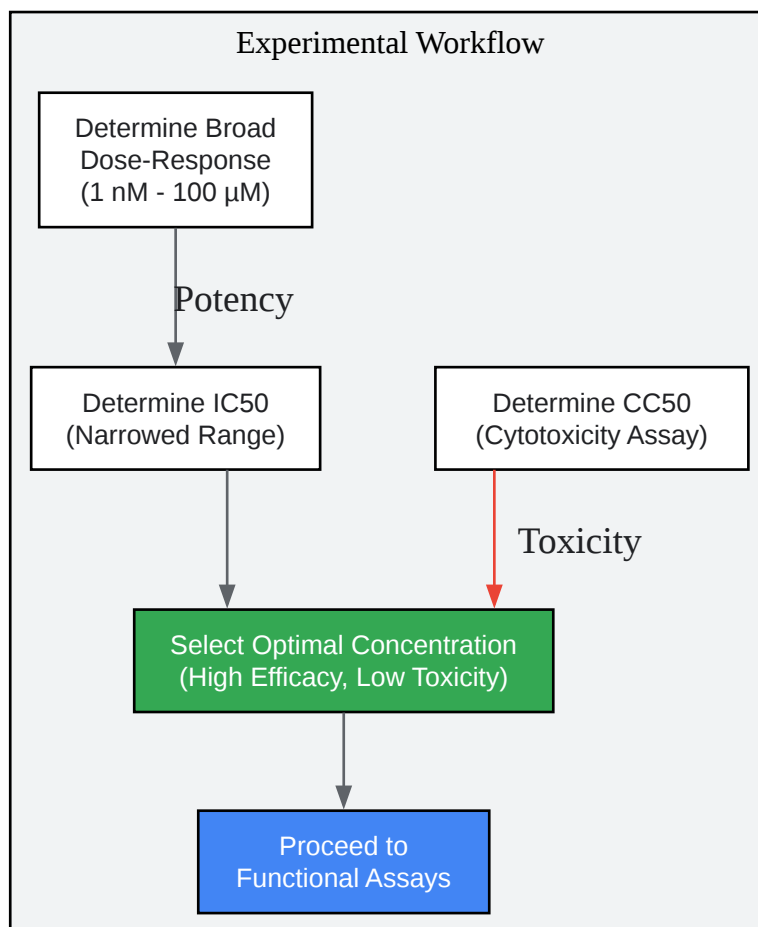 Experimental Workflow
Determine Broad
Dose-Response
(1 nM - 100 µM)
Potency
Determine IC50
(Narrowed Range)
Determine CC50
(Cytotoxicity Assay)
Toxicity
Select Optimal Concentration
(High Efficacy, Low Toxicity)
Proceed to
Functional Assays